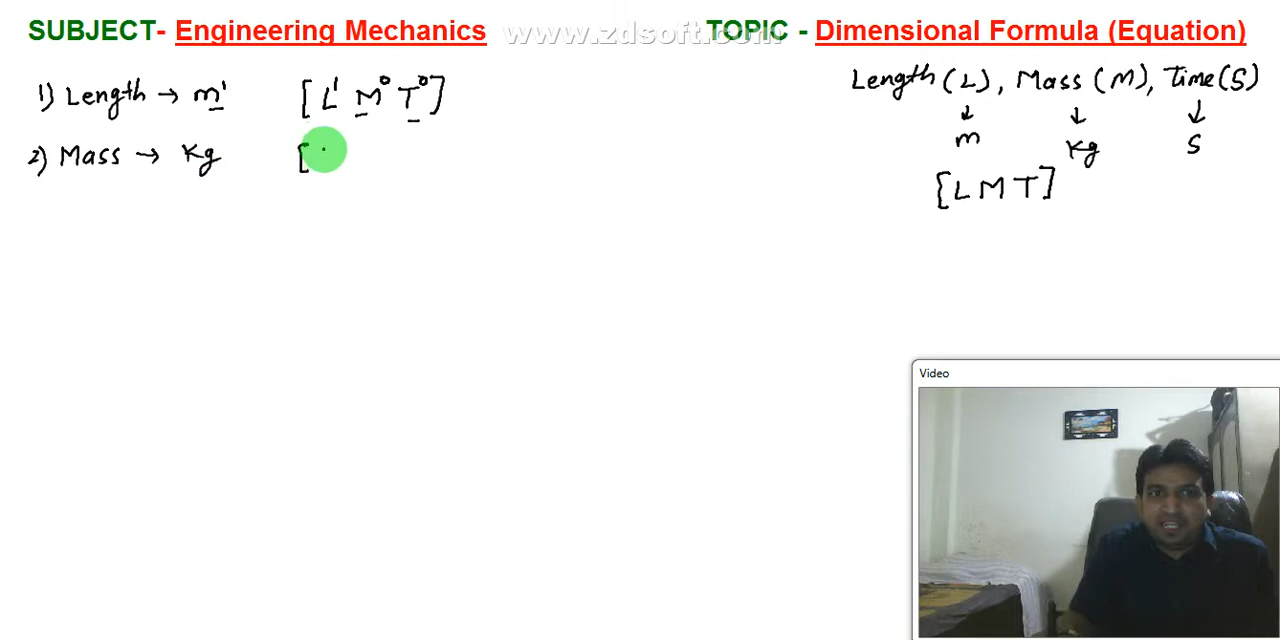 SUBJECT- Engineering Mechanics www.zdsoft.com TOPIC - Dimensional Formula (Equation)
Length (L), Mass (M), Time (S)
↓ ↓ ↓
m Kg S
[L M T]
1) Length → m¹ [L¹ M⁰ T⁰]
2) Mass → Kg [
Video